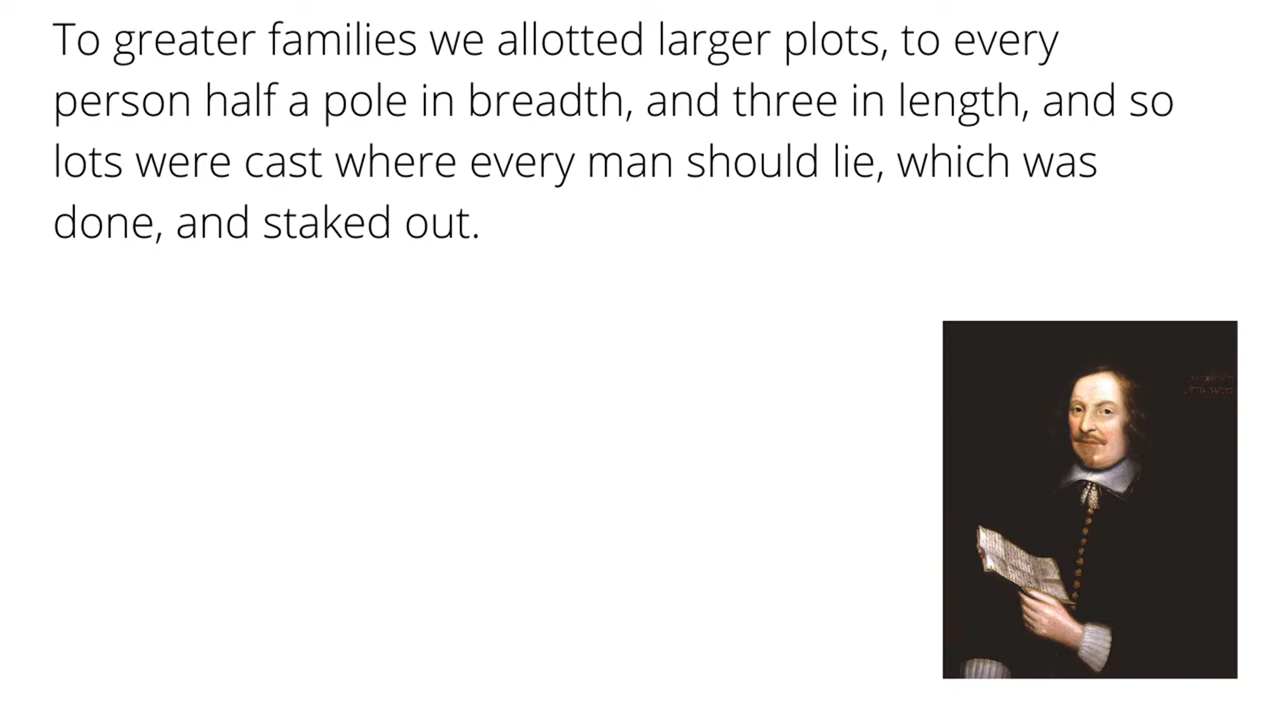 To greater families we allotted larger plots, to every
person half a pole in breadth, and three in length, and so
lots were cast where every man should lie, which was
done, and staked out.